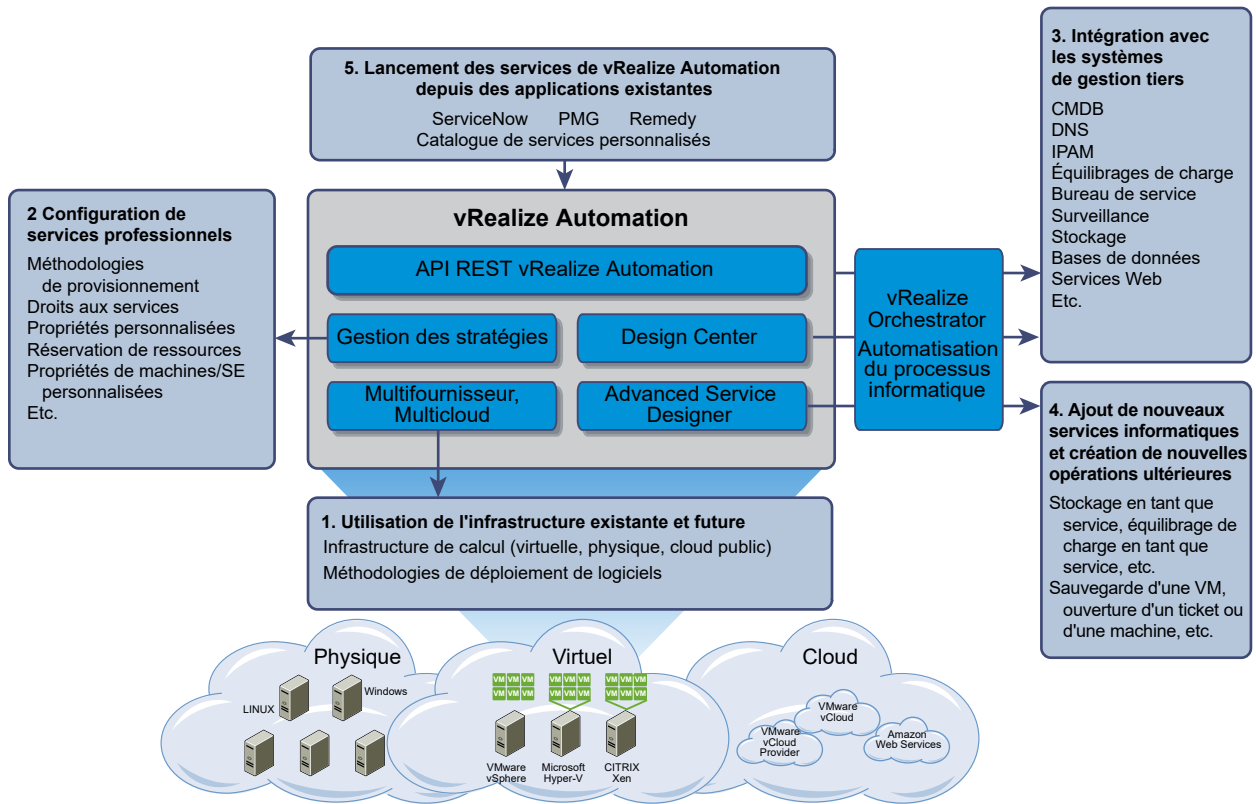 5. Lancement des services de vRealize Automation
depuis des applications existantes
ServiceNow PMG Remedy
Catalogue de services personnalisés
3. Intégration avec
les systèmes
de gestion tiers
CMDB
DNS
IPAM
Équilibrages de charge
Bureau de service
Surveillance
Stockage
Bases de données
Services Web
Etc.
2 Configuration de
services professionnels
Méthodologies
de provisionnement
Droits aux services
Propriétés personnalisées
Réservation de ressources
Propriétés de machines/SE
personnalisées
Etc.
vRealize Automation
API REST vRealize Automation
Gestion des stratégies
Design Center
Multifournisseur,
Multicloud
Advanced Service
Designer
vRealize
Orchestrator
Automatisation
du processus
informatique
4. Ajout de nouveaux
services informatiques
et création de nouvelles
opérations ultérieures
Stockage en tant que
service, équilibrage de
charge en tant que
service, etc.
Sauvegarde d'une VM,
ouverture d'un ticket ou
d'une machine, etc.
1. Utilisation de l'infrastructure existante et future
Infrastructure de calcul (virtuelle, physique, cloud public)
Méthodologies de déploiement de logiciels
Physique
LINUX
Windows
Virtuel
VM VM VM VM VM VM VM VM VM
VM VM VM VM VM VM VM VM VM
VMware
vSphere
Microsoft
Hyper-V
CITRIX
Xen
Cloud
VMware
vCloud
VMware
vCloud
Provider
Amazon
Web Services